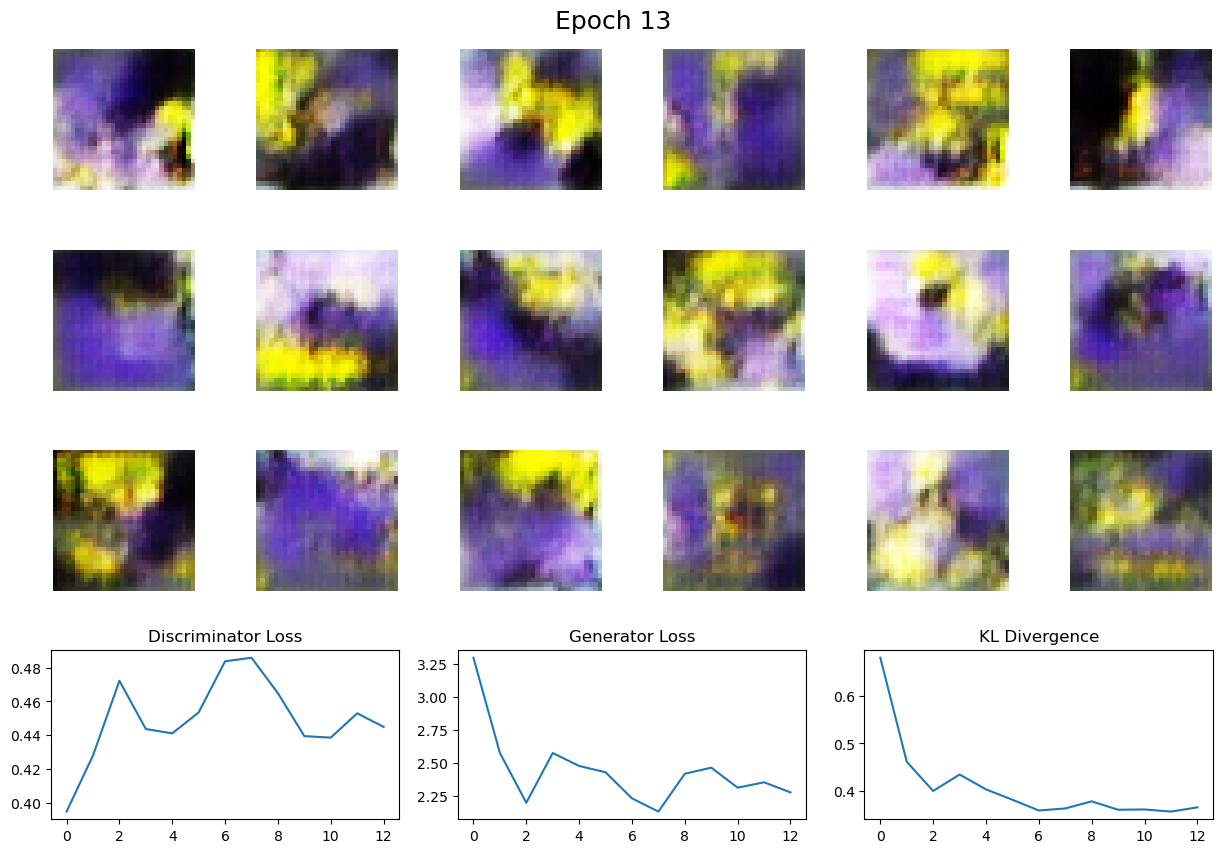 Epoch 13
Discriminator Loss
Generator Loss
KL Divergence
0.48
0.46
0.44
0.42
0.40
0 2 4 6 8 10 12
3.25
3.00
2.75
2.50
2.25
0 2 4 6 8 10 12
0.6
0.5
0.4
0 2 4 6 8 10 12